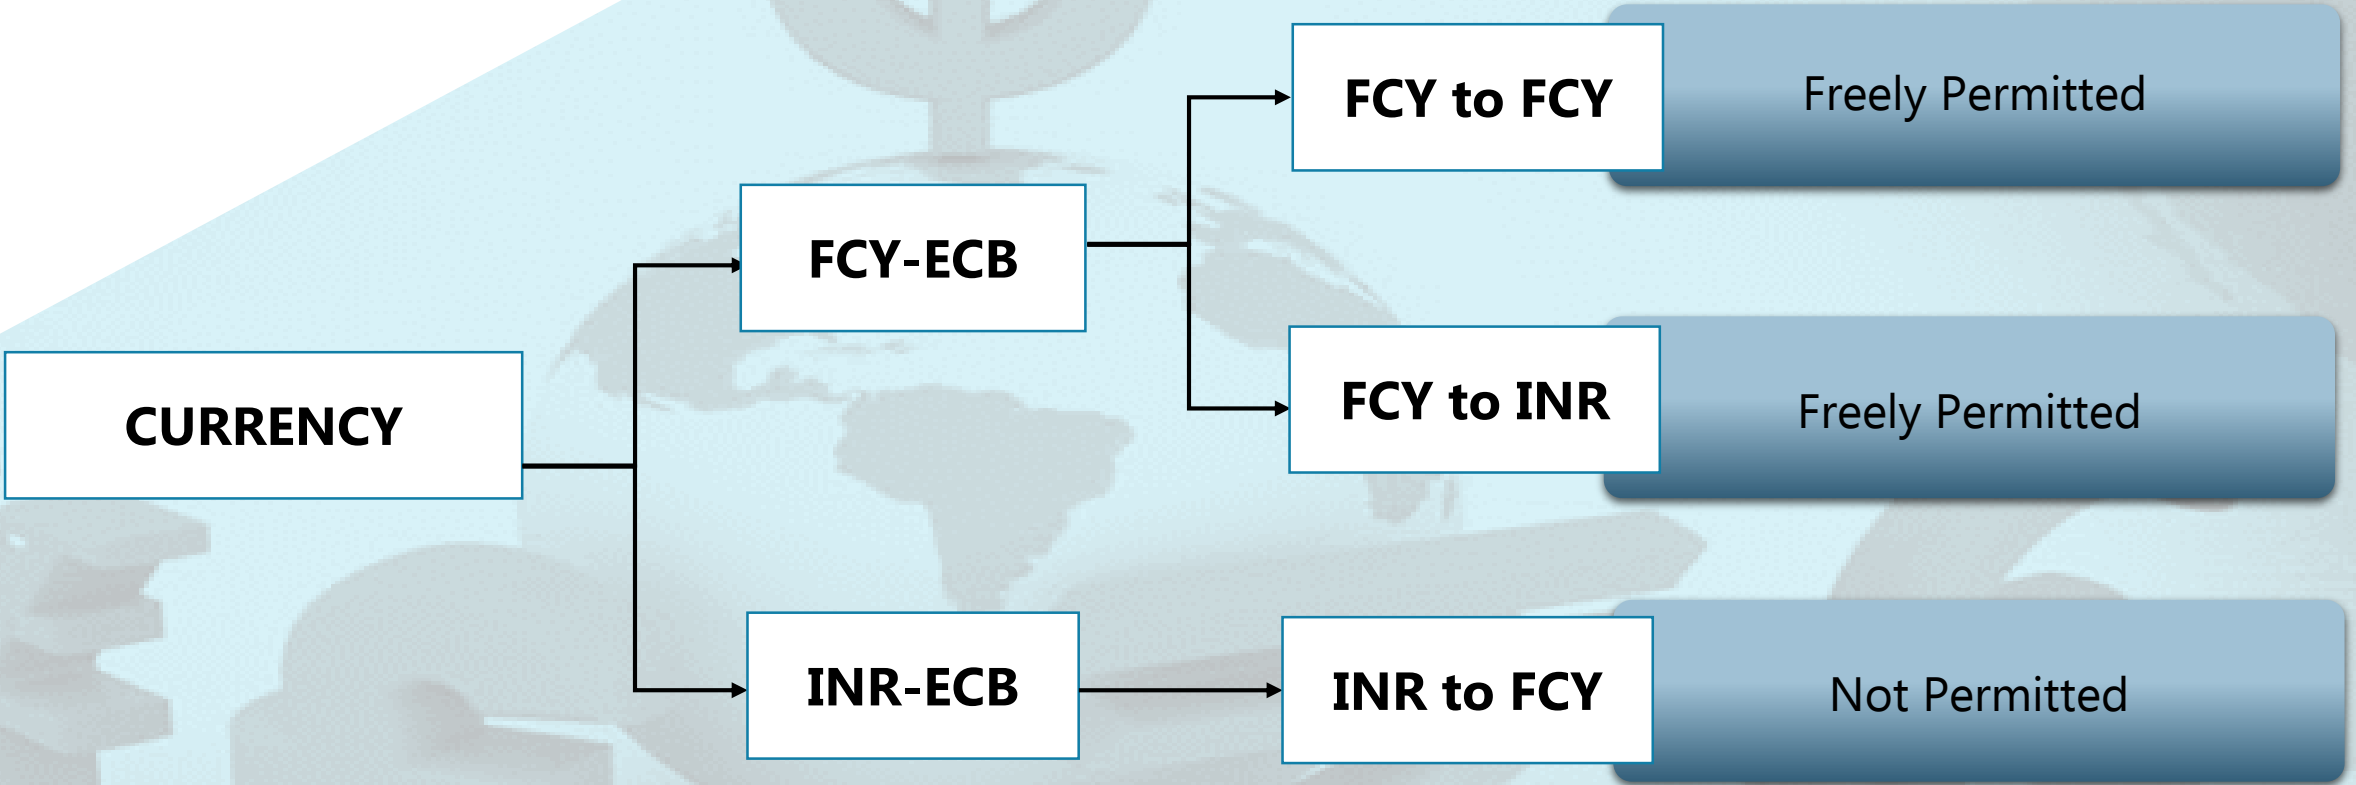 FCY to FCY
Freely Permitted
FCY-ECB
FCY to INR
Freely Permitted
CURRENCY
INR-ECB
INR to FCY
Not Permitted